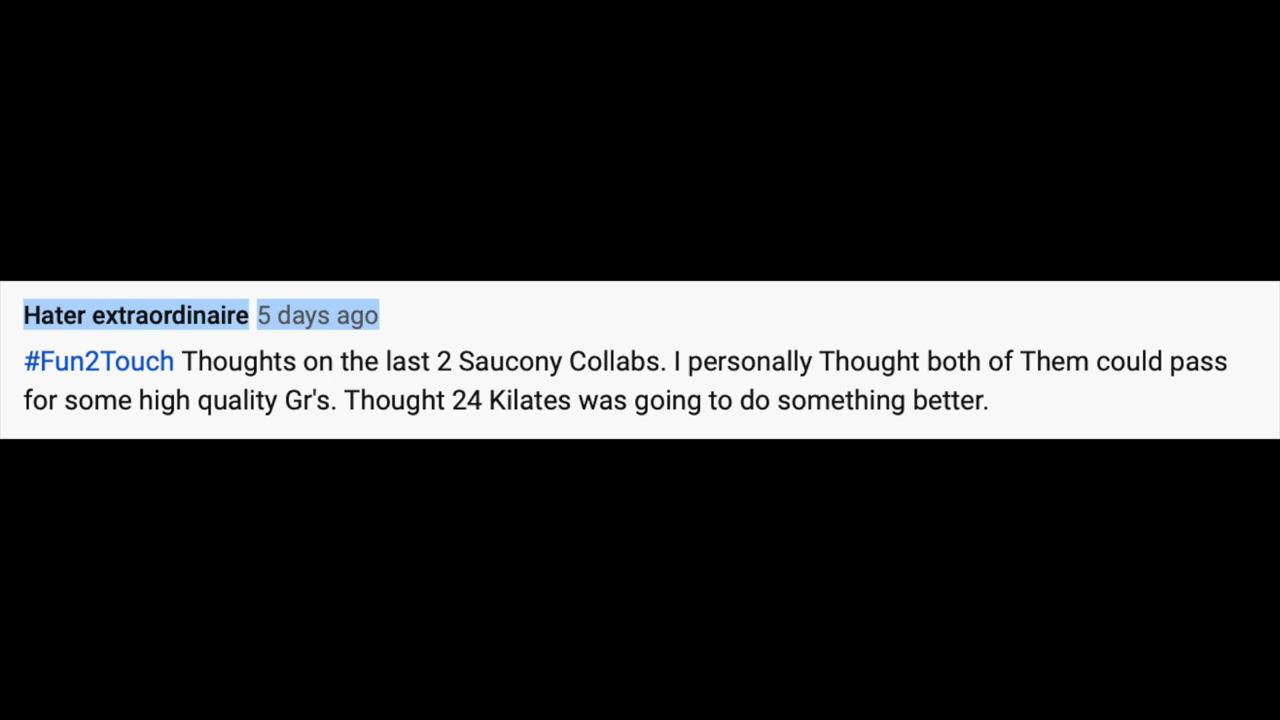 Hater extraordinaire 5 days ago
#Fun2Touch Thoughts on the last 2 Saucony Collabs. I personally Thought both of Them could pass
for some high quality Gr's. Thought 24 Kilates was going to do something better.